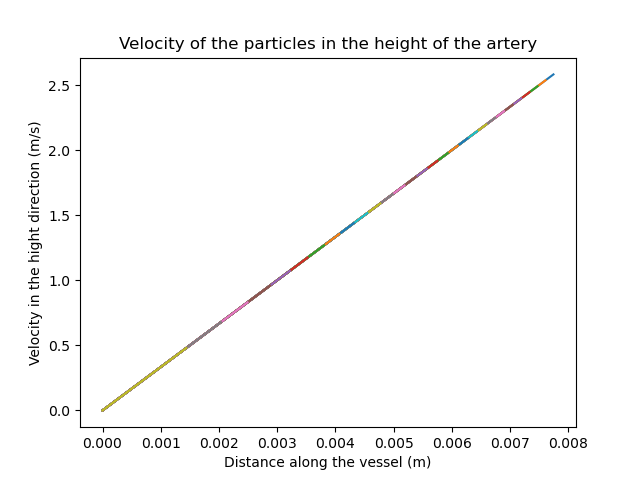 Velocity of the particles in the height of the artery
2.5
2.0
1.5
1.0
0.5
0.0
Velocity in the hight direction (m/s)
0.000 0.001 0.002 0.003 0.004 0.005 0.006 0.007 0.008
Distance along the vessel (m)